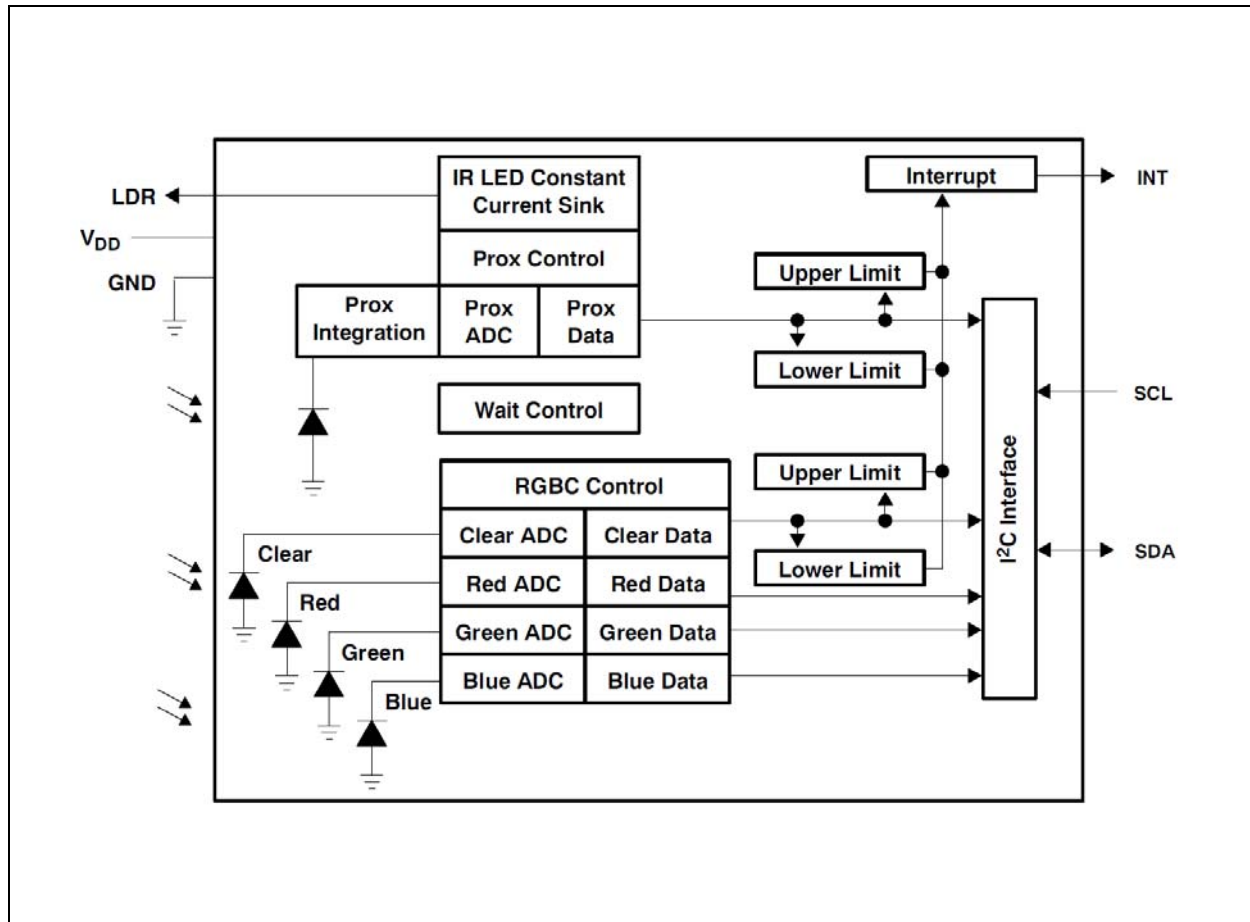 IR LED Constant
Current Sink
Interrupt
INT
LDR
VDD
Prox Control
Upper Limit
GND
Prox
Integration
Prox
ADC
Prox
Data
Lower Limit
SCL
Wait Control
Upper Limit
RGBC Control
I²C Interface
Clear ADC
Clear Data
Clear
SDA
Lower Limit
Red ADC
Red Data
Red
Green ADC
Green Data
Green
Blue ADC
Blue Data
Blue